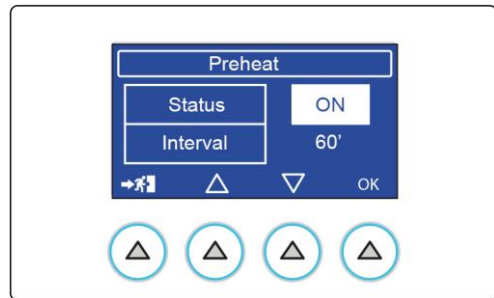 Preheat
Status ON
Interval 60’
OK